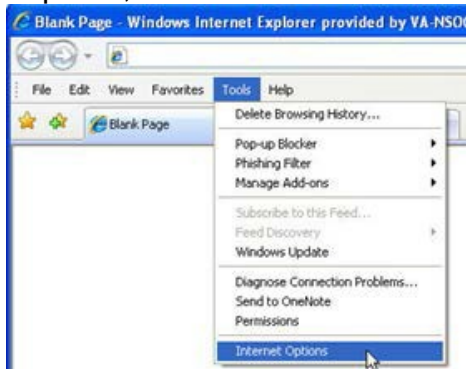 Blank Page - Windows Internet Explorer provided by VA-NSOC
File Edit View Favorites Tools Help
Blank Page
Delete Browsing History...
Pop-up Blocker
Phishing Filter
Manage Add-ons
Subscribe to this Feed...
Feed Discovery
Windows Update
Diagnose Connection Problems...
Send to OneNote
Permissions
Internet Options